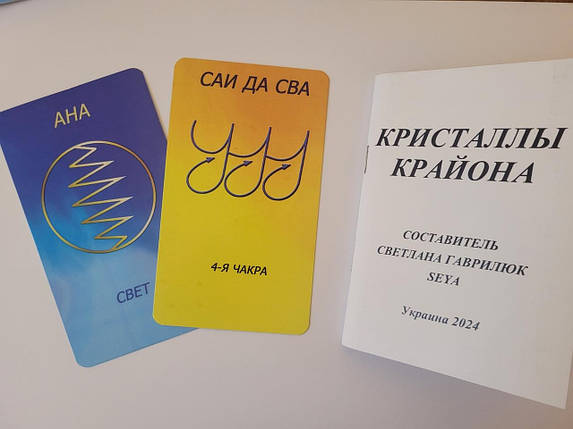 АНА
СВЕТ
САИ ДА СВА
4-Я ЧАКРА
КРИСТАЛЛЫ
КРАЙОНА
СОСТАВИТЕЛЬ
СВЕТЛАНА ГАВРИЛЮК
SEYA
Украина 2024